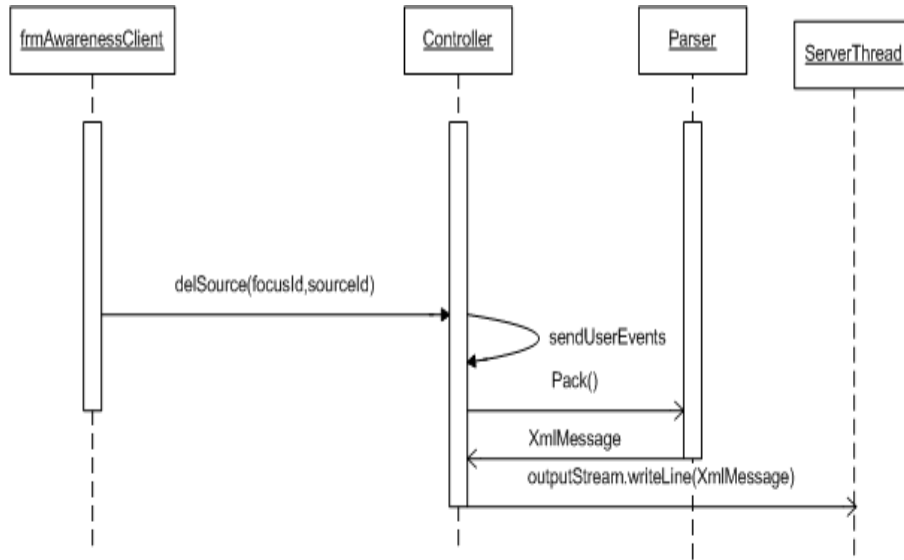 frmAwarenessClient
Controller
Parser
ServerThread
delSource(focusId,sourceId)
sendUserEvents
Pack()
XmlMessage
outputStream.writeLine(XmlMessage)